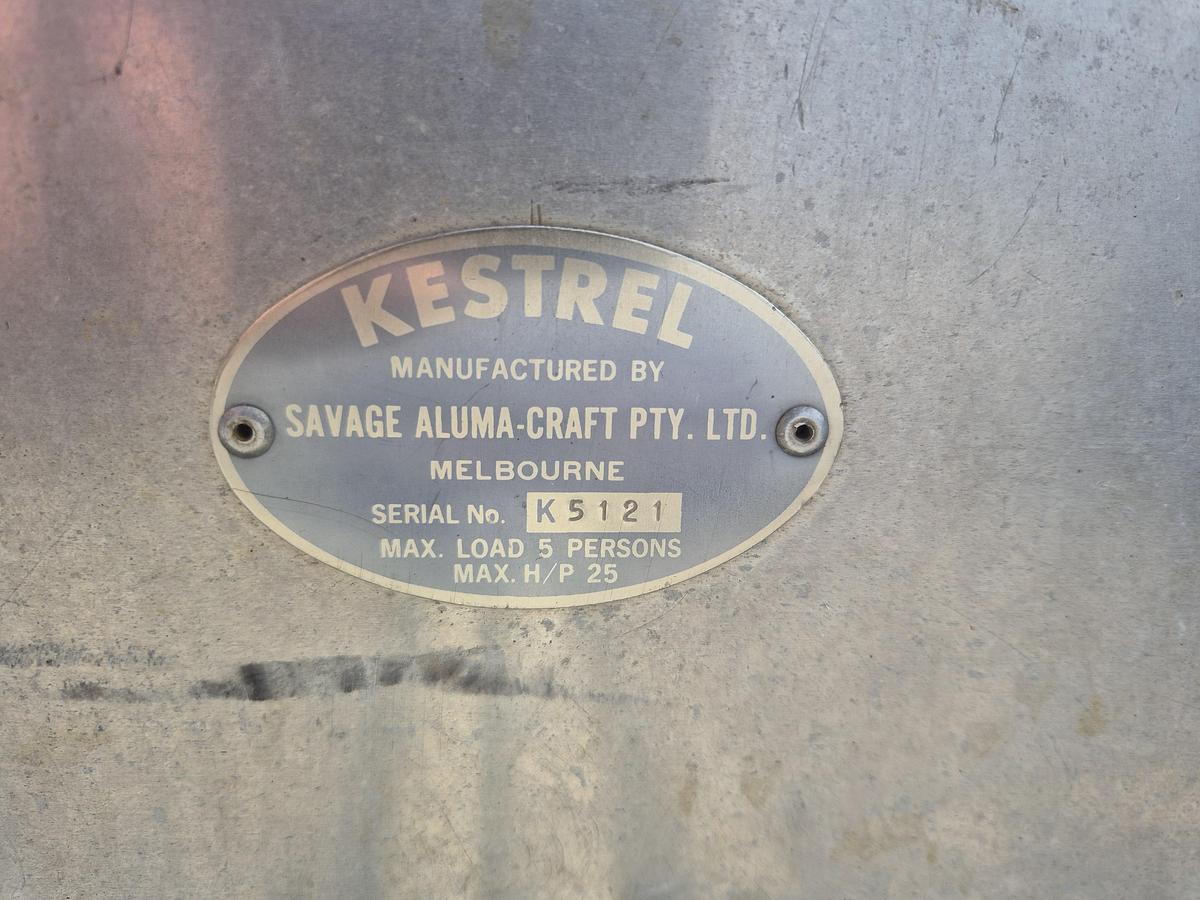 KESTREL
MANUFACTURED BY
SAVAGE ALUMA-CRAFT PTY. LTD.
MELBOURNE
SERIAL No. K5121
MAX. LOAD 5 PERSONS
MAX. H/P 25